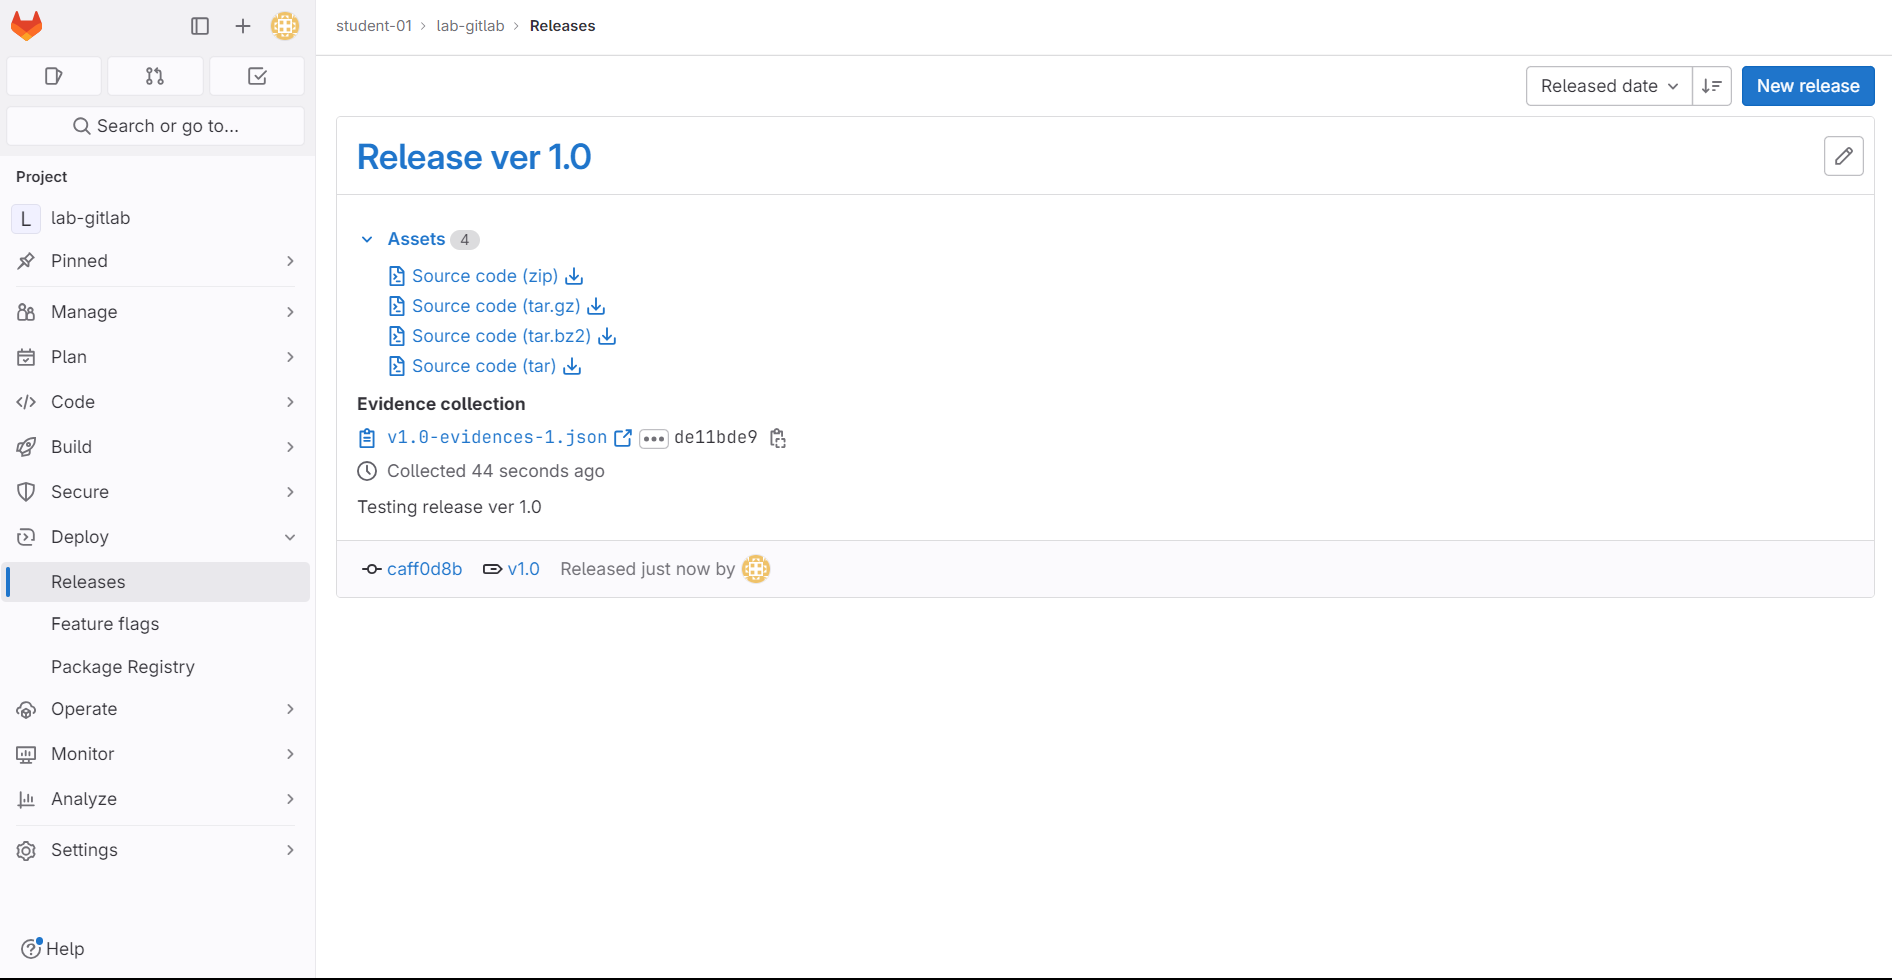 student-01 › lab-gitlab › Releases
Search or go to...
Project
L lab-gitlab
Pinned
Manage
Plan
Code
Build
Secure
Deploy
Releases
Feature flags
Package Registry
Operate
Monitor
Analyze
Settings
Help
Released date
New release
Release ver 1.0
Assets 4
Source code (zip)
Source code (tar.gz)
Source code (tar.bz2)
Source code (tar)
Evidence collection
v1.0-evidences-1.json ••• de11bde9
Collected 44 seconds ago
Testing release ver 1.0
caff0d8b v1.0 Released just now by